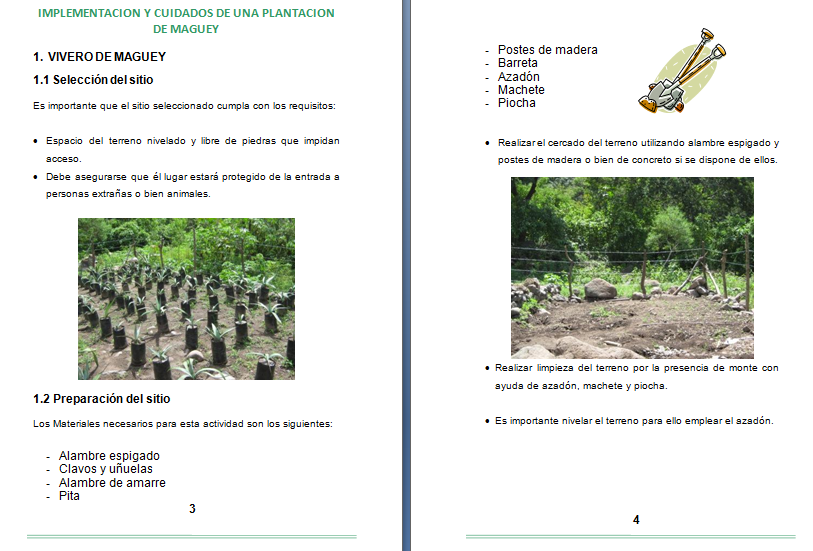 IMPLEMENTACION Y CUIDADOS DE UNA PLANTACION
DE MAGUEY
1. VIVERO DE MAGUEY
1.1 Selección del sitio
Es importante que el sitio seleccionado cumpla con los requisitos:
• Espacio del terreno nivelado y libre de piedras que impidan
acceso.
• Debe asegurarse que él lugar estará protegido de la entrada a
personas extrañas o bien animales.
1.2 Preparación del sitio
Los Materiales necesarios para esta actividad son los siguientes:
- Alambre espigado
- Clavos y uñuelas
- Alambre de amarre
- Pita
3
- Postes de madera
- Barreta
- Azadón
- Machete
- Piocha
• Realizar el cercado del terreno utilizando alambre espigado y
postes de madera o bien de concreto si se dispone de ellos.
• Realizar limpieza del terreno por la presencia de monte con
ayuda de azadón, machete y piocha.
• Es importante nivelar el terreno para ello emplear el azadón.
4